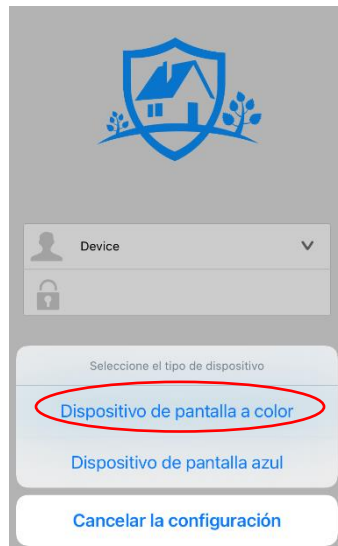 Device
Seleccione el tipo de dispositivo
Dispositivo de pantalla a color
Dispositivo de pantalla azul
Cancelar la configuración